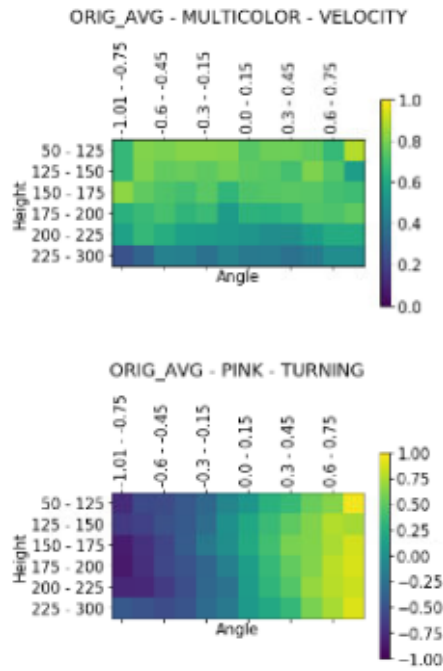 ORIG_AVG - MULTICOLOR - VELOCITY
-1.01 - -0.75
-0.6 - -0.45
-0.3 - -0.15
0.0 - 0.15
0.3 - 0.45
0.6 - 0.75
Height
50 - 125
125 - 150
150 - 175
175 - 200
200 - 225
225 - 300
Angle
1.0
0.8
0.6
0.4
0.2
0.0
ORIG_AVG - PINK - TURNING
-1.01 - -0.75
-0.6 - -0.45
-0.3 - -0.15
0.0 - 0.15
0.3 - 0.45
0.6 - 0.75
Height
50 - 125
125 - 150
150 - 175
175 - 200
200 - 225
225 - 300
Angle
1.00
0.75
0.50
0.25
0.00
−0.25
−0.50
−0.75
−1.00